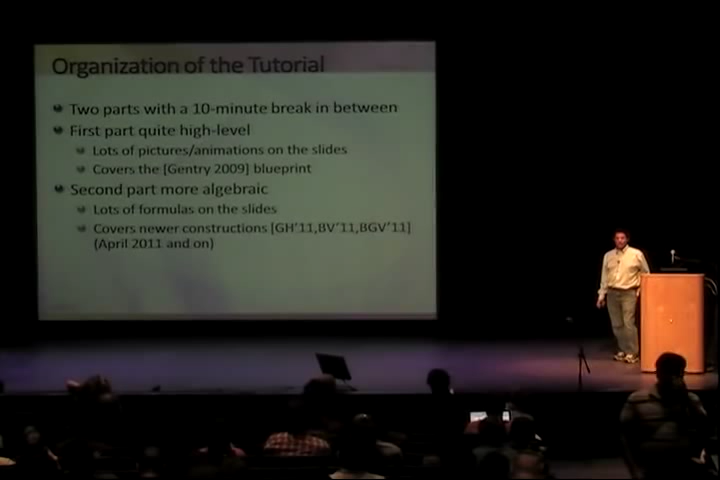 Organization of the Tutorial
Two parts with a 10-minute break in between
First part quite high-level
Lots of pictures/animations on the slides
Covers the [Gentry 2009] blueprint
Second part more algebraic
Lots of formulas on the slides
Covers newer constructions [GH'11,BV'11,BGV'11]
(April 2011 and on)